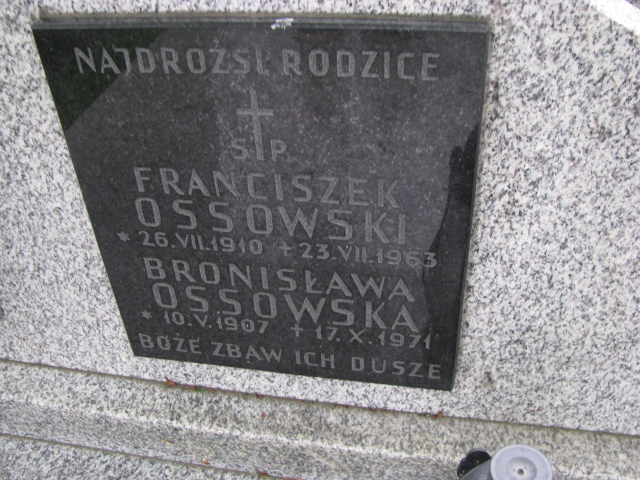 NAJDROŻSI RODZICE
Ś.P.
FRANCISZEK
OSSOWSKI
* 26.VII.1910 + 23.VII.1963
BRONISŁAWA
OSSOWSKA
* 10.V.1907 + 17.X.1971
BOŻE ZBAW ICH DUSZE